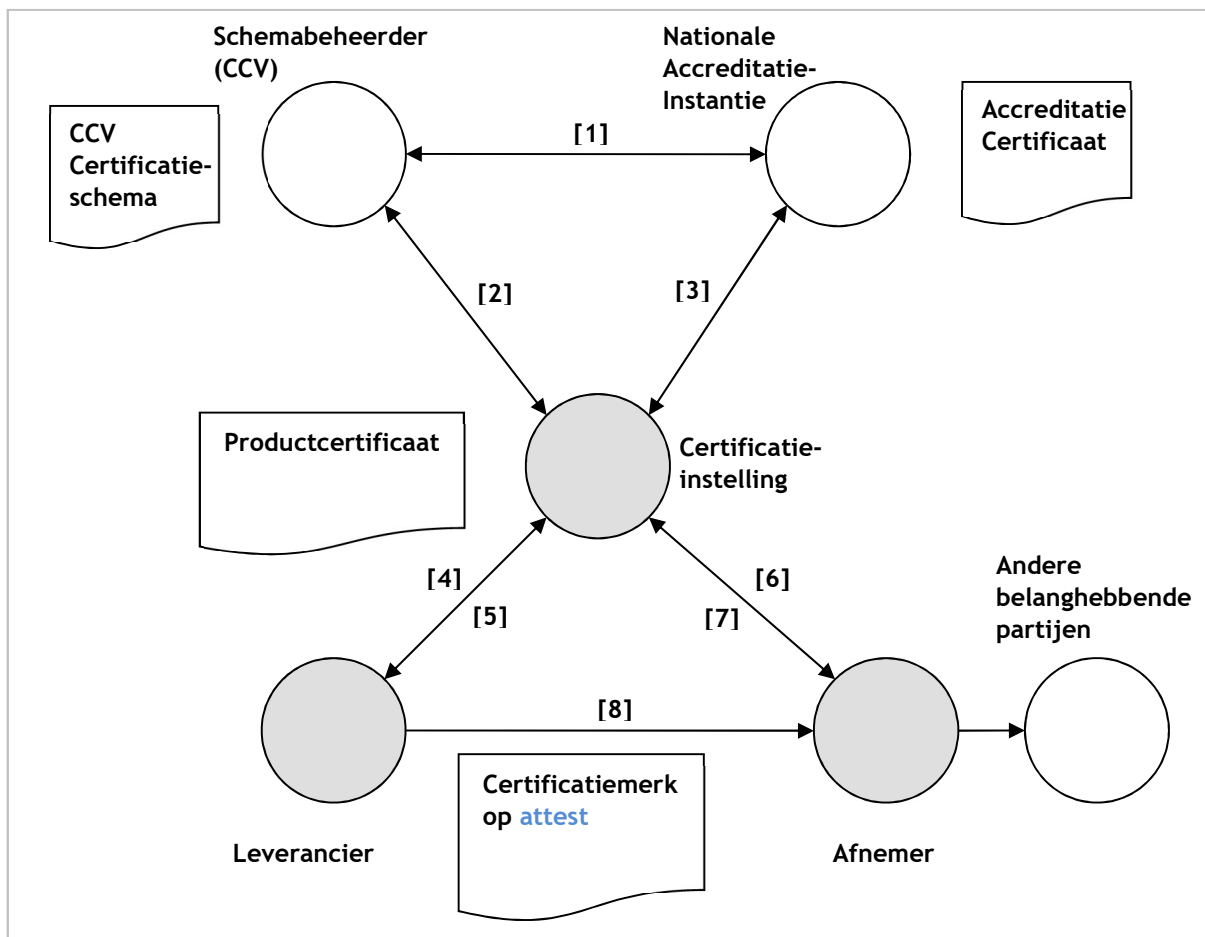 Schemabeheerder
(CCV)
Nationale
Accreditatie-
Instantie
CCV
Certificatie-
schema
[1]
Accreditatie
Certificaat
[2]
[3]
Productcertificaat
Certificatie-
instelling
[4]
[5]
[6]
[7]
Andere
belanghebbende
partijen
[8]
Certificatiemerk
op attest
Leverancier
Afnemer